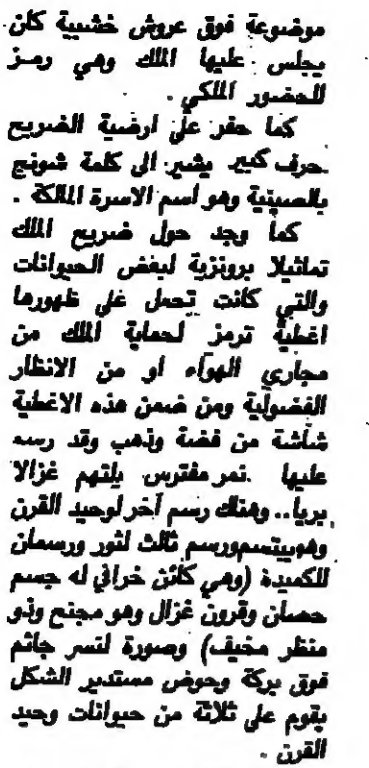 موضوعة فوق عروش خشبية كان
يجلس عليها الملك وهي رمز
للحضور الملكي .
كما حفر على ارضية الضريح
حرف كبير يشير الى كلمة شونج
بالصينية وهو اسم الاسرة المالكة .
كما وجد حول ضريح الملك
تماثيلا برونزية لبعض الحيوانات
والتي كانت تحمل على ظهورها
اغطية ترمز لحماية الملك من
مجاري الهواء او من الانظار
الفضولية ومن ضمن هذه الاغطية
شاشة من فضة وذهب وقد رسم
عليها نمر مفترس يلتهم غزالا
بريا .. وهناك رسم آخر لوحيد القرن
وهو يبتسم ورسم ثالث لثور ورسمان
للكميدة (وهي كائن خرافي له جسم
حصان وقرون غزال وهو مجنح وذو
منظر مخيف) وصورة لنسر جاثم
فوق بركة وحوض مستدير الشكل
يقوم على ثلاثة من حيوانات وحيد
القرن .